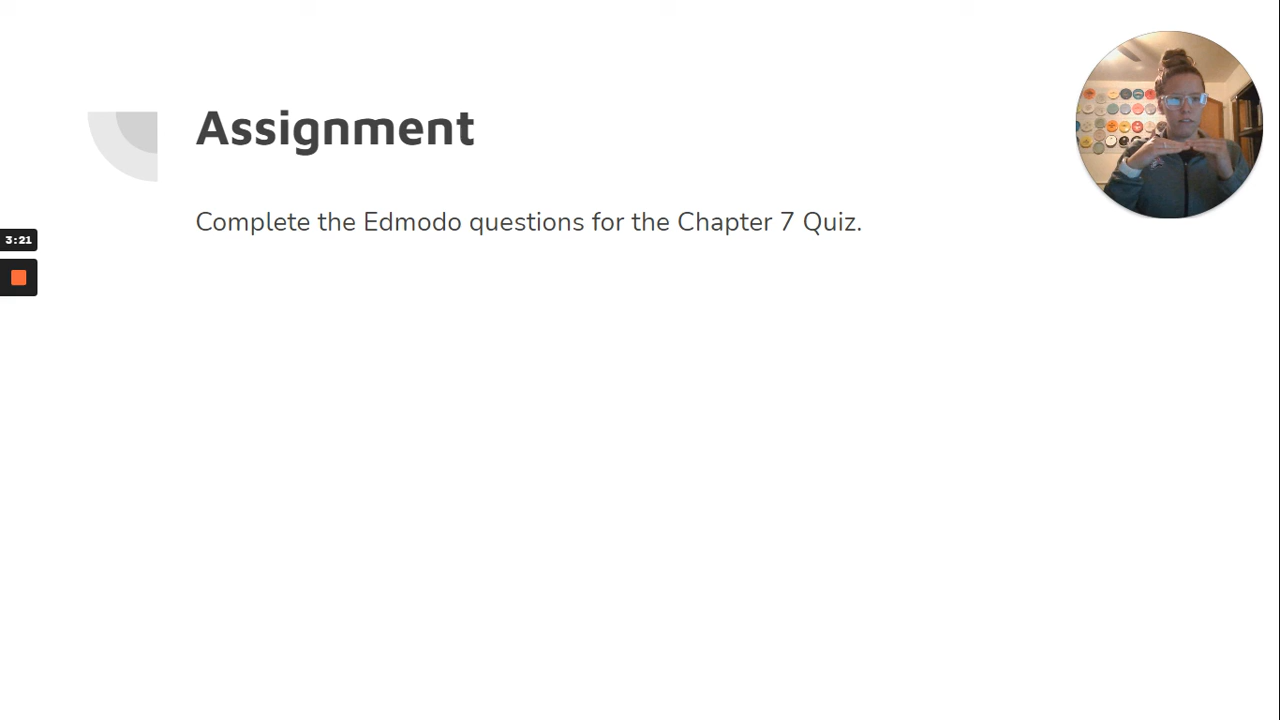 Assignment
Complete the Edmodo questions for the Chapter 7 Quiz.
3:21